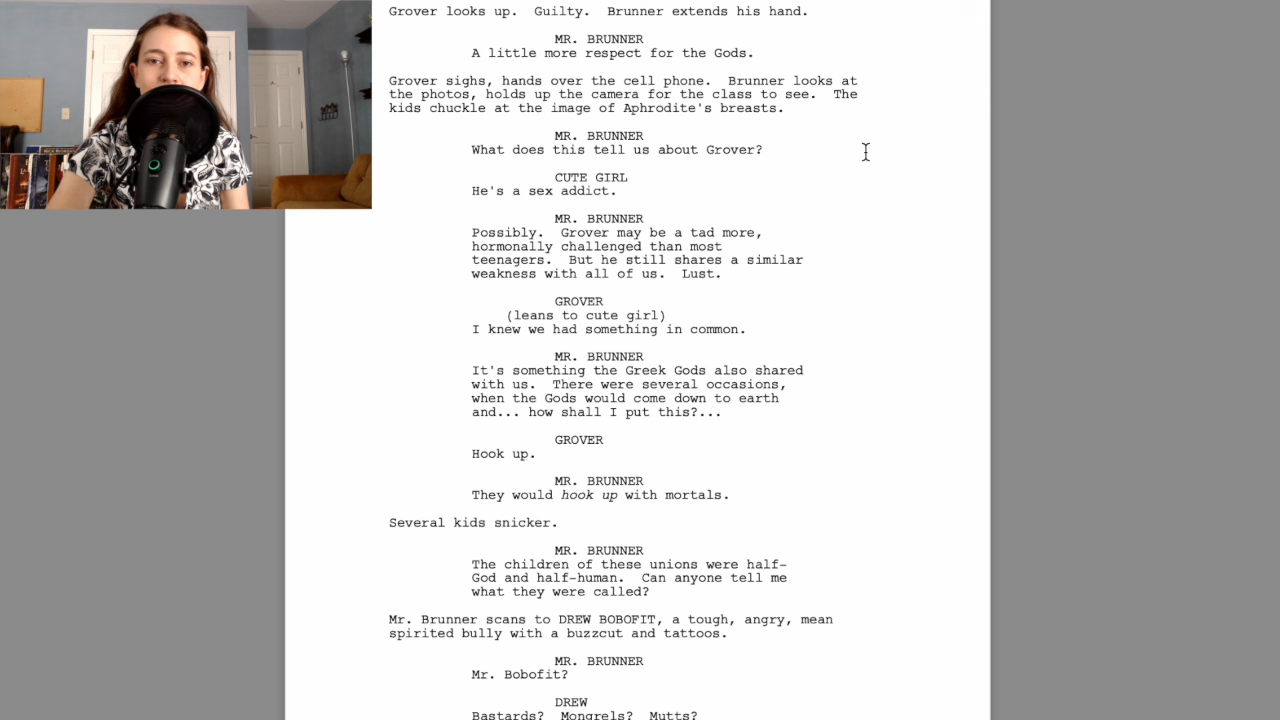 Grover looks up.  Guilty.  Brunner extends his hand.
MR. BRUNNER
A little more respect for the Gods.
Grover sighs, hands over the cell phone.  Brunner looks at
the photos, holds up the camera for the class to see.  The
kids chuckle at the image of Aphrodite's breasts.
MR. BRUNNER
What does this tell us about Grover?
CUTE GIRL
He's a sex addict.
MR. BRUNNER
Possibly.  Grover may be a tad more,
hormonally challenged than most
teenagers.  But he still shares a similar
weakness with all of us.  Lust.
GROVER
(leans to cute girl)
I knew we had something in common.
MR. BRUNNER
It's something the Greek Gods also shared
with us.  There were several occasions,
when the Gods would come down to earth
and... how shall I put this?...
GROVER
Hook up.
MR. BRUNNER
They would hook up with mortals.
Several kids snicker.
MR. BRUNNER
The children of these unions were half-
God and half-human.  Can anyone tell me
what they were called?
Mr. Brunner scans to DREW BOBOFIT, a tough, angry, mean
spirited bully with a buzzcut and tattoos.
MR. BRUNNER
Mr. Bobofit?
DREW
Bastards?  Mongrels?  Mutts?